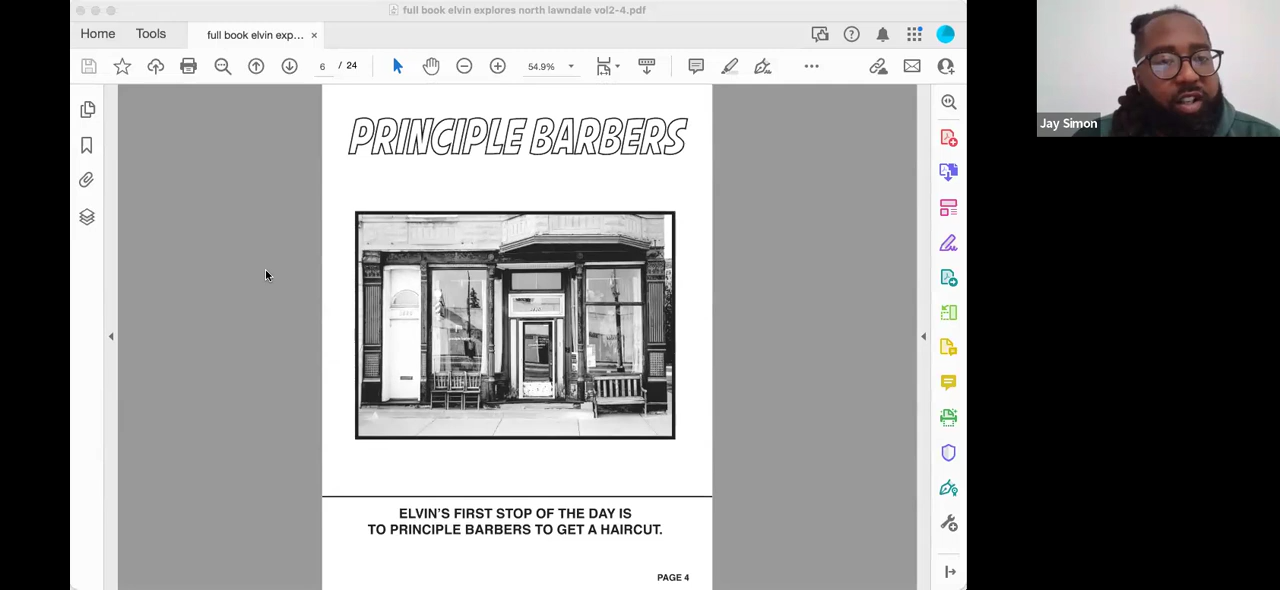 full book elvin explores north lawndale vol2-4.pdf
Home
Tools
full book elvin exp...
6 / 24
54.9%
Jay Simon
PRINCIPLE BARBERS
ELVIN'S FIRST STOP OF THE DAY IS
TO PRINCIPLE BARBERS TO GET A HAIRCUT.
PAGE 4